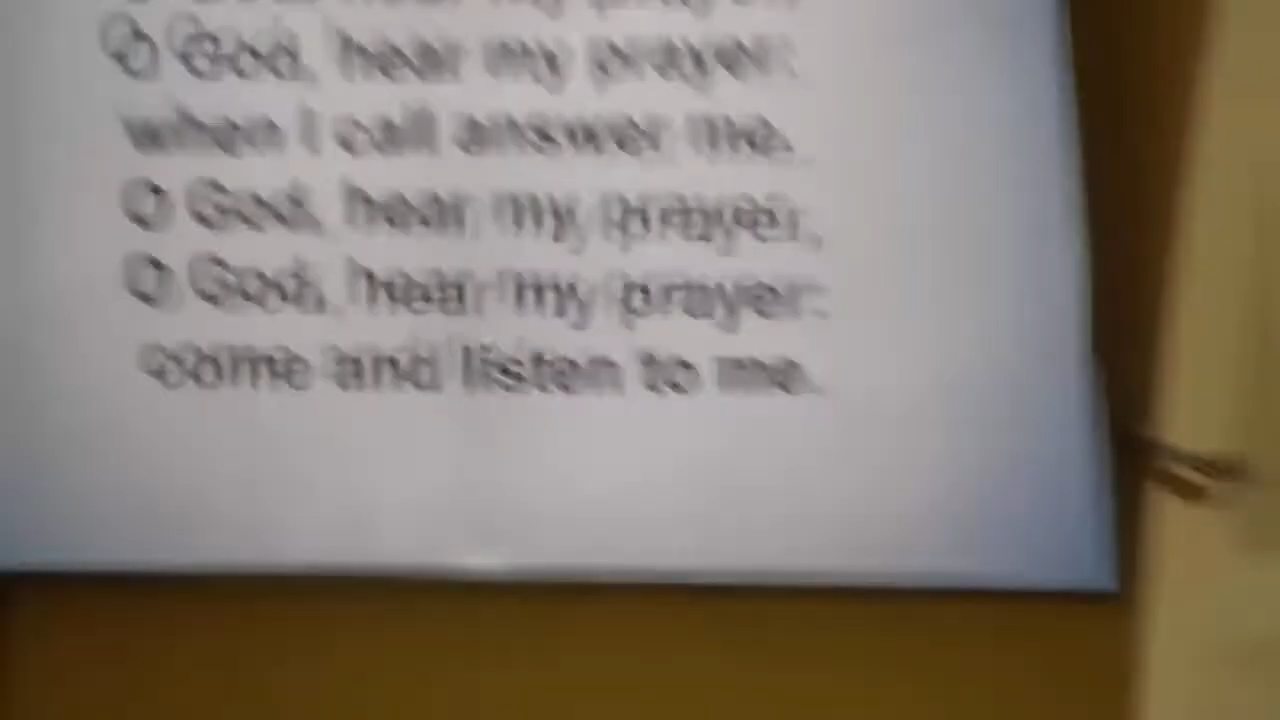 O God, hear my prayer:
when I call answer me.
O God, hear my prayer,
O God, hear my prayer:
come and listen to me.